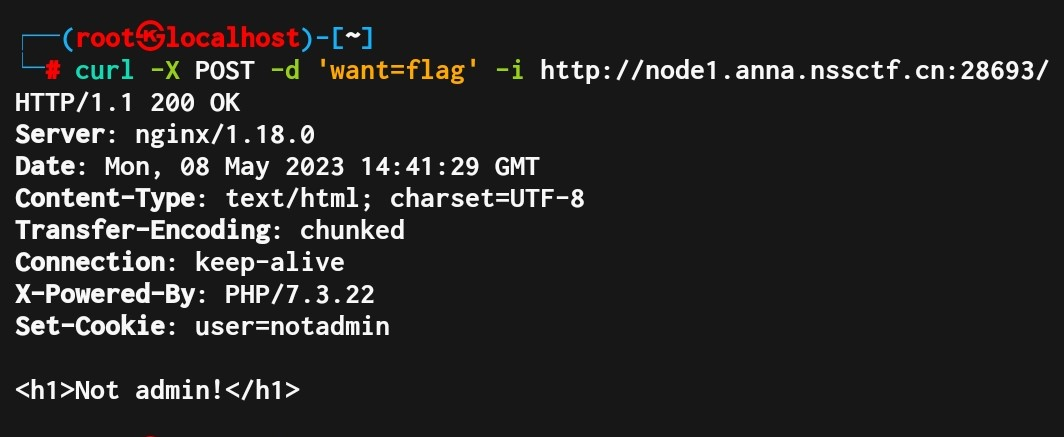 ┌──(root㉿localhost)-[~]
└─# curl -X POST -d 'want=flag' -i http://node1.anna.nssctf.cn:28693/
HTTP/1.1 200 OK
Server: nginx/1.18.0
Date: Mon, 08 May 2023 14:41:29 GMT
Content-Type: text/html; charset=UTF-8
Transfer-Encoding: chunked
Connection: keep-alive
X-Powered-By: PHP/7.3.22
Set-Cookie: user=notadmin
<h1>Not admin!</h1>